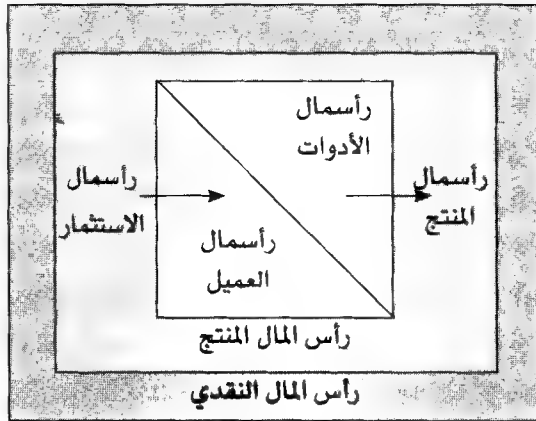 رأسمال
الأدوات
رأسمال
المنتج
رأسمال
الاستثمار
رأسمال
العميل
رأس المال المنتج
رأس المال النقدي